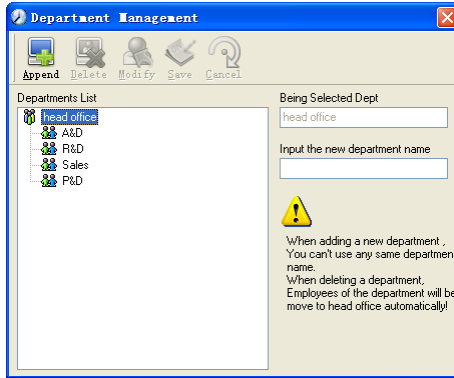 Department Management
Append Delete Modify Save Cancel
Departments List
head office
A&D
R&D
Sales
P&D
Being Selected Dept
head office
Input the new department name
When adding a new department ,
You can't use any same departmen
name.
When deleting a department,
Employees of the department will be
move to head office automatically!